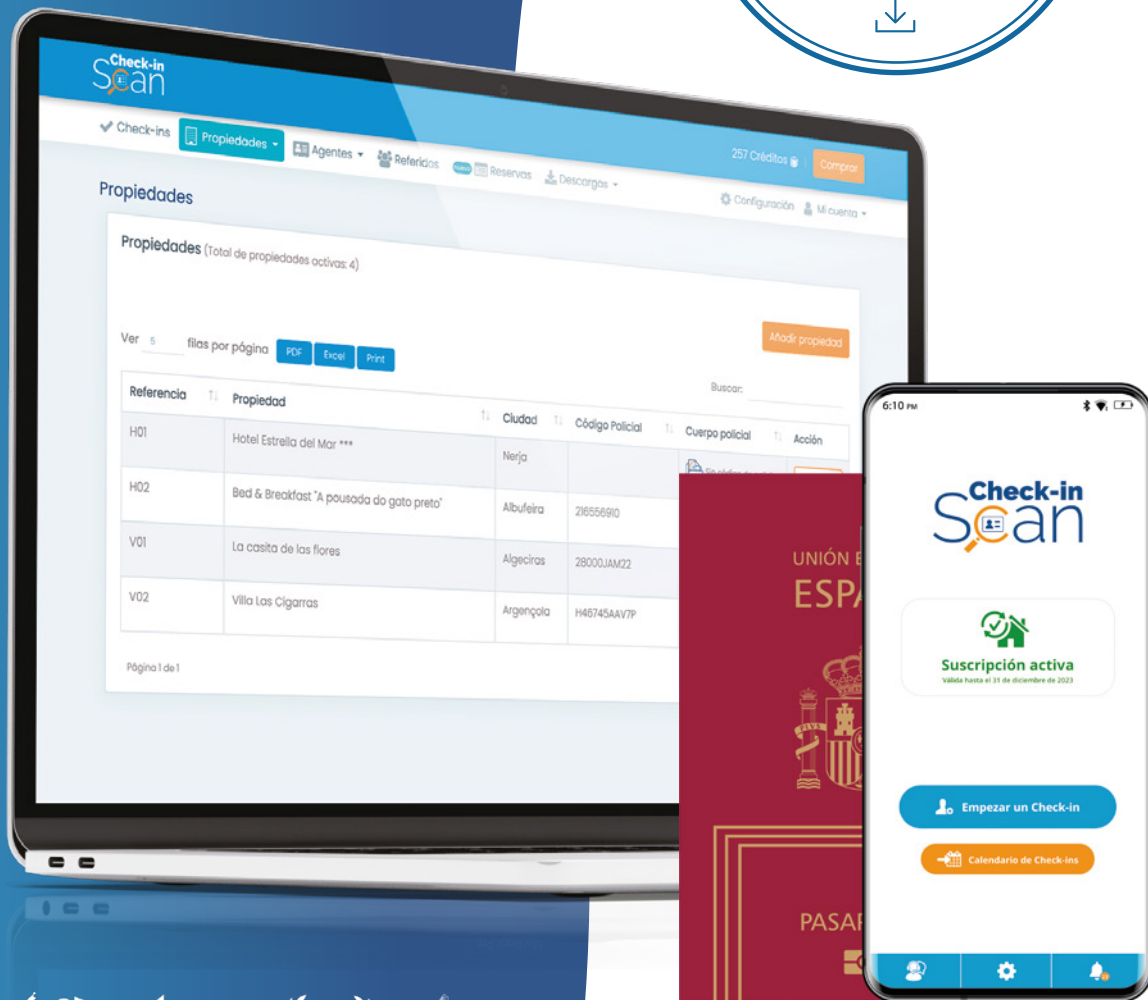 Check-in
Scan
Check-ins Propiedades Agentes Referidos Reservas Descargas
257 Créditos Comprar
Configuración Mi cuenta
Propiedades
Propiedades (Total de propiedades activas: 4)
Añadir propiedad
Ver 5 filas por página PDF Excel Print
Buscar:
Referencia Propiedad Ciudad Código Policial Cuerpo policial Acción
H01 Hotel Estrella del Mar *** Nerja
H02 Bed & Breakfast "A pousada do gato preto" Albufeira 216556910
V01 La casita de las flores Algeciras 28000JAM22
V02 Villa Las Cigarras Argençola H46745AAV7P
Página 1 de 1
UNIÓN E
ESPA
PLVS
PASAP
6:10 PM
Check-in
Scan
Suscripción activa
Válida hasta el 31 de diciembre de 2023
Empezar un Check-in
Calendario de Check-ins